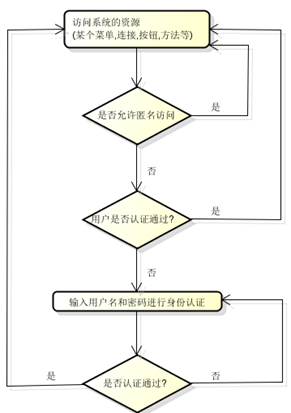 访问系统的资源
(某个菜单,连接,按钮,方法等)
是否允许匿名访问
是
否
用户是否认证通过?
是
否
输入用户名和密码进行身份认证
是否认证通过?
是
否